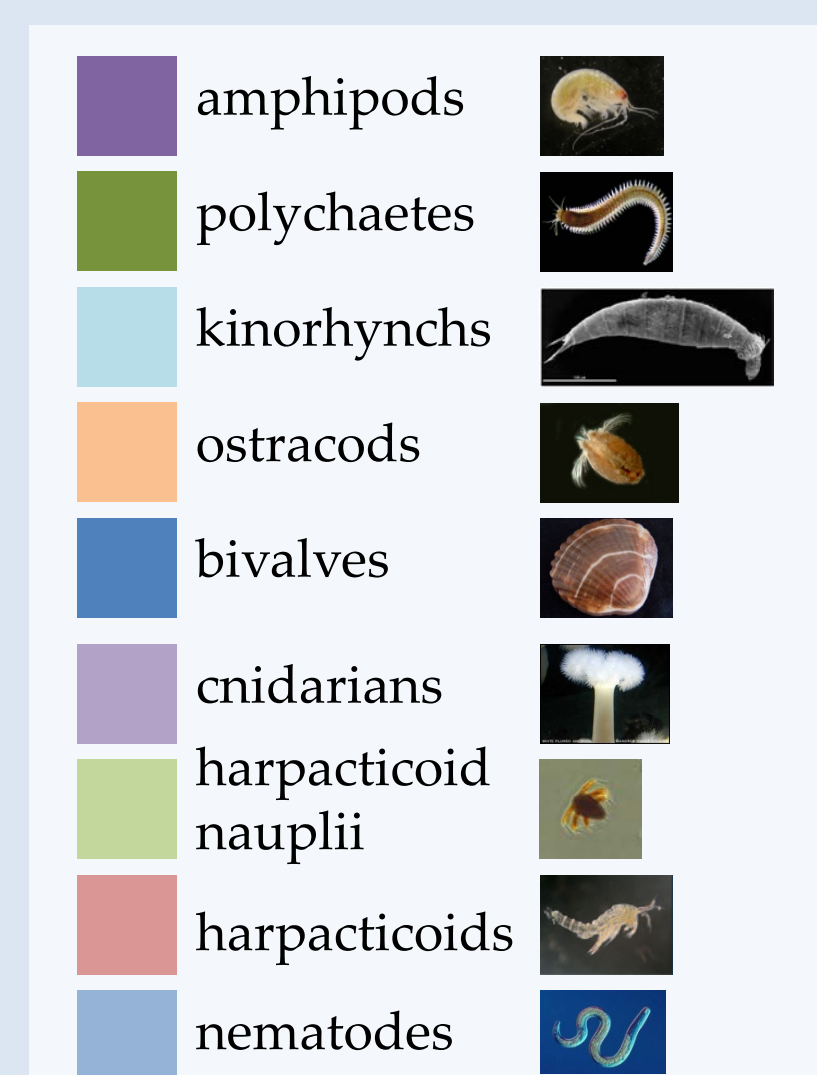 amphipods
polychaetes
kinorhynchs
ostracods
bivalves
cnidarians
harpacticoid
nauplii
harpacticoids
nematodes